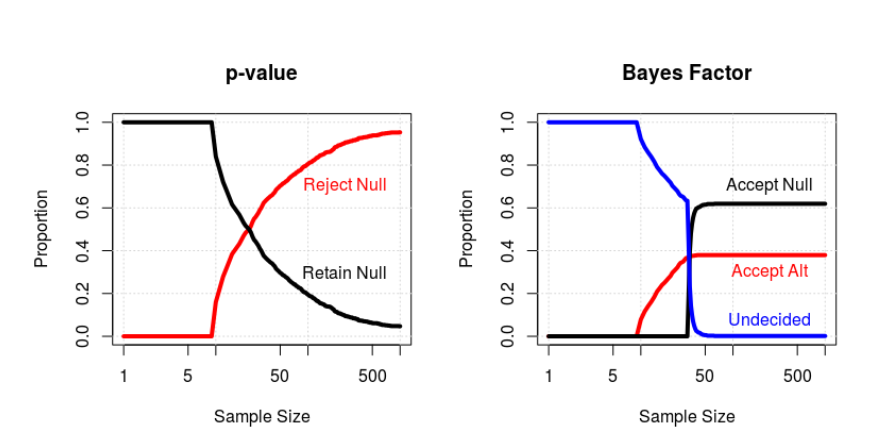 p-value
Proportion
0.0 0.2 0.4 0.6 0.8 1.0
Reject Null
Retain Null
1 5 50 500
Sample Size
Bayes Factor
Proportion
0.0 0.2 0.4 0.6 0.8 1.0
Accept Null
Accept Alt
Undecided
1 5 50 500
Sample Size